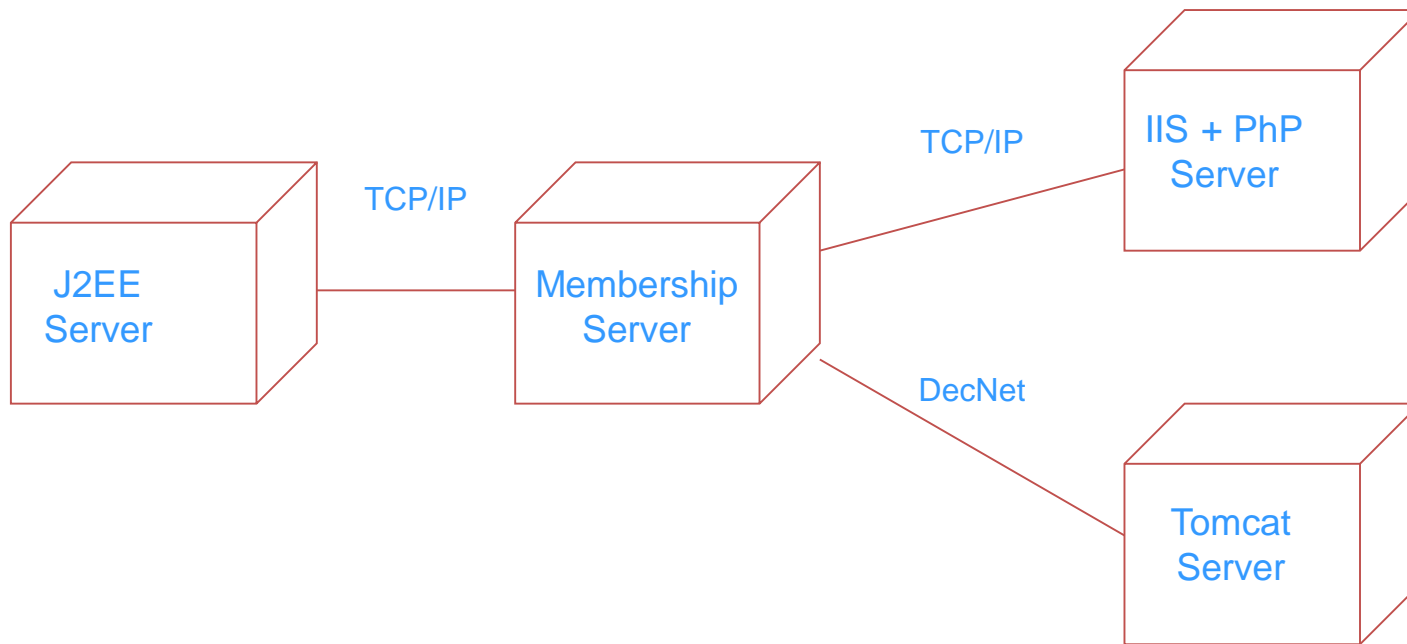 IIS + PhP
Server
TCP/IP
TCP/IP
J2EE
Server
Membership
Server
DecNet
Tomcat
Server